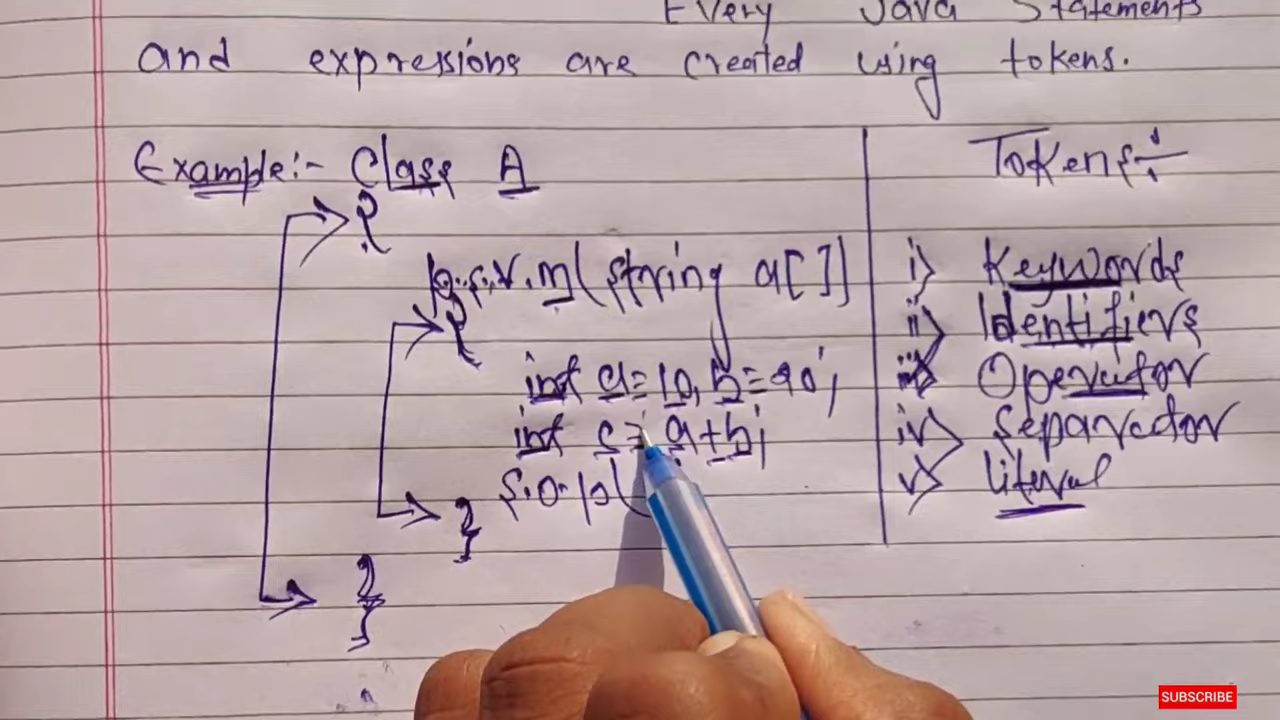 Every Java Statements
and expressions are created using tokens.
Example:- Class A
{
p.s.v.m(string a[])
{
int a=10, b=20;
int c= a+b;
S.o.p(
}
}
Tokens:
i) Keywords
ii) Identifiers
iii) Operator
iv) Separator
v) literal
SUBSCRIBE